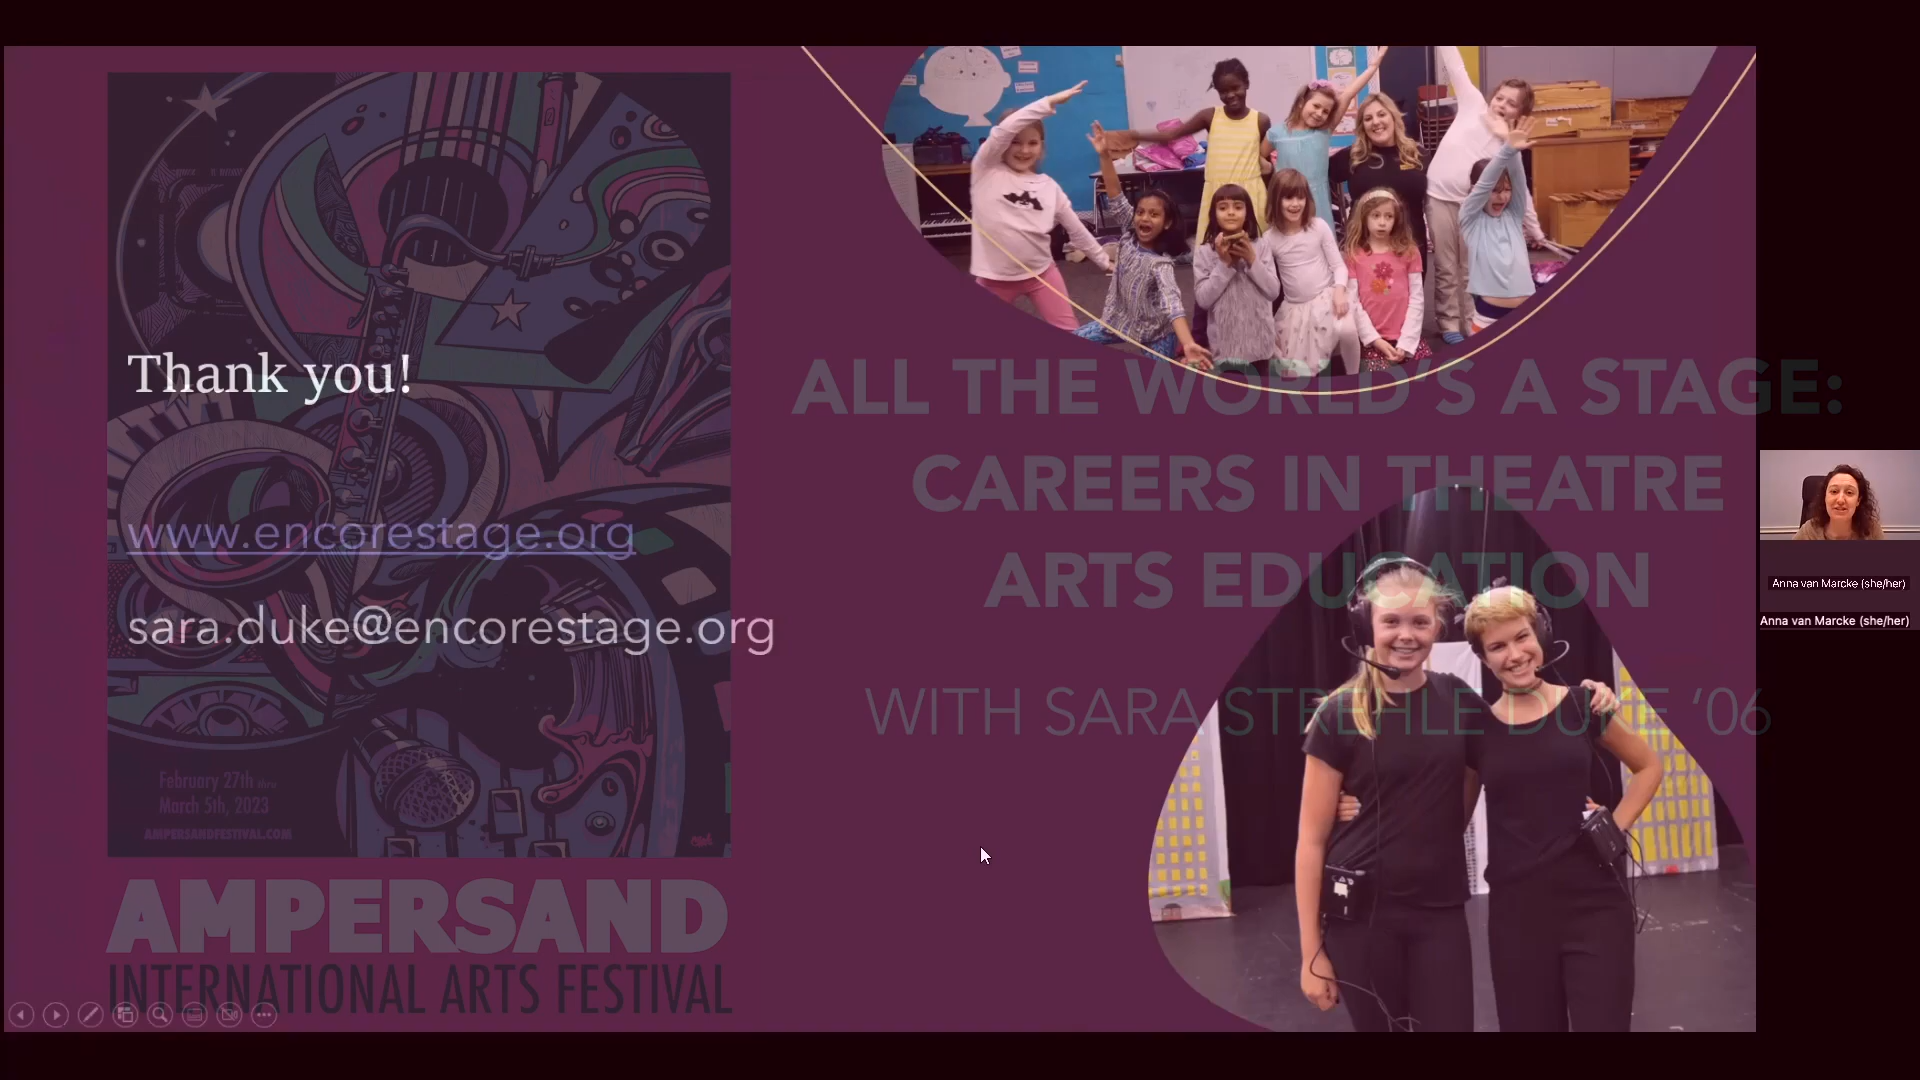 Thank you!
www.encorestage.org
sara.duke@encorestage.org
February 27th thru
March 5th, 2023
AMPERSANDFESTIVAL.COM
AMPERSAND
INTERNATIONAL ARTS FESTIVAL
ALL THE WORLD'S A STAGE:
CAREERS IN THEATRE
ARTS EDUCATION
WITH SARA STREHLE DUKE '06
Anna van Marcke (she/her)
Anna van Marcke (she/her)